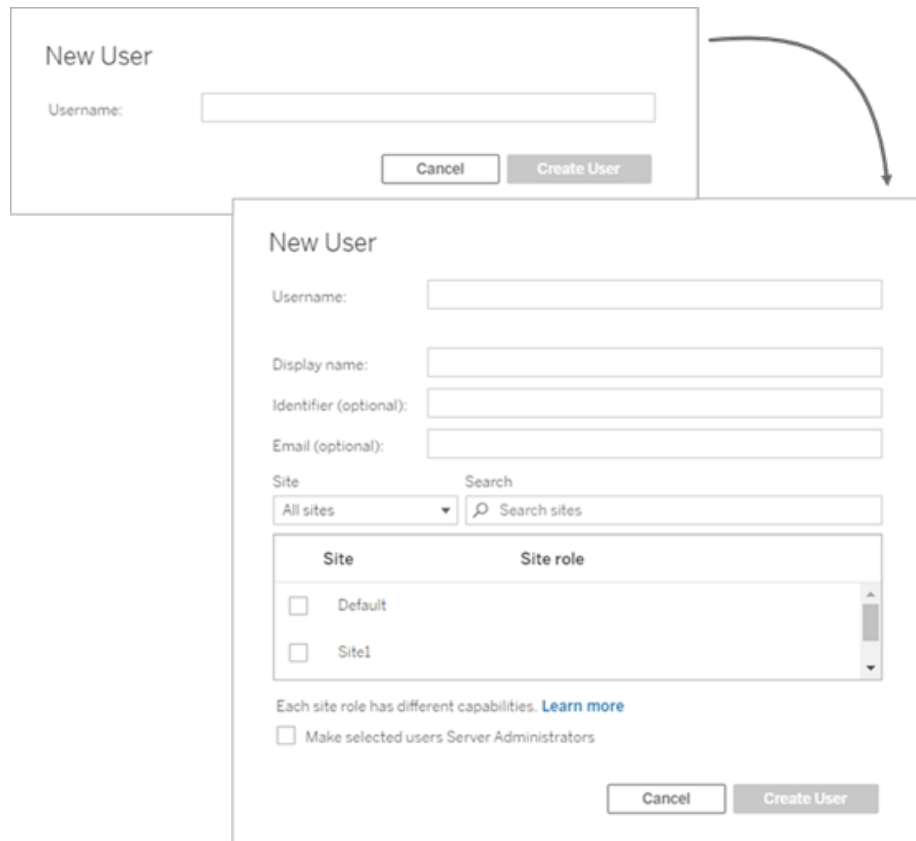 New User
Username:
Cancel Create User
New User
Username:
Display name:
Identifier (optional):
Email (optional):
Site Search
All sites Search sites
Site Site role
Default
Site1
Each site role has different capabilities. Learn more
Make selected users Server Administrators
Cancel Create User